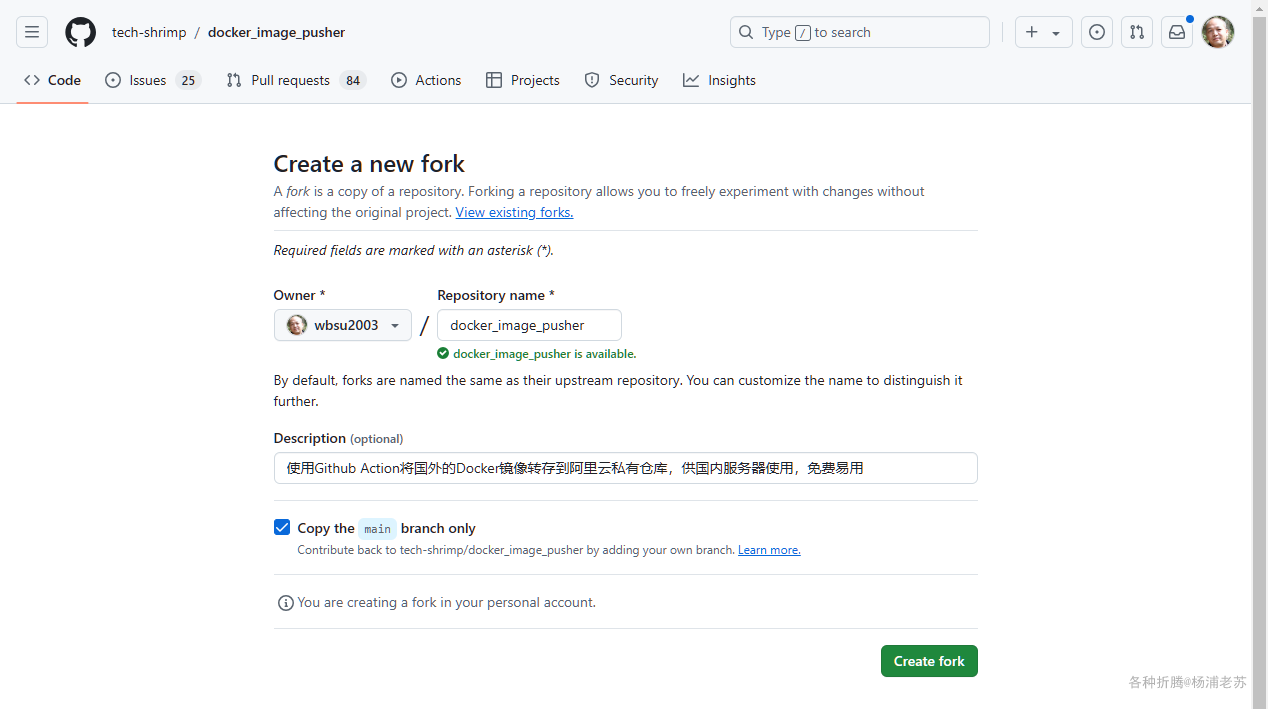 tech-shrimp / docker_image_pusher
Type / to search
Code Issues 25 Pull requests 84 Actions Projects Security Insights
Create a new fork
A fork is a copy of a repository. Forking a repository allows you to freely experiment with changes without
affecting the original project. View existing forks.
Required fields are marked with an asterisk (*).
Owner * Repository name *
wbsu2003 / docker_image_pusher
docker_image_pusher is available.
By default, forks are named the same as their upstream repository. You can customize the name to distinguish it
further.
Description (optional)
使用Github Action将国外的Docker镜像转存到阿里云私有仓库，供国内服务器使用，免费易用
Copy the main branch only
Contribute back to tech-shrimp/docker_image_pusher by adding your own branch. Learn more.
You are creating a fork in your personal account.
Create fork
各种折腾@杨浦老苏